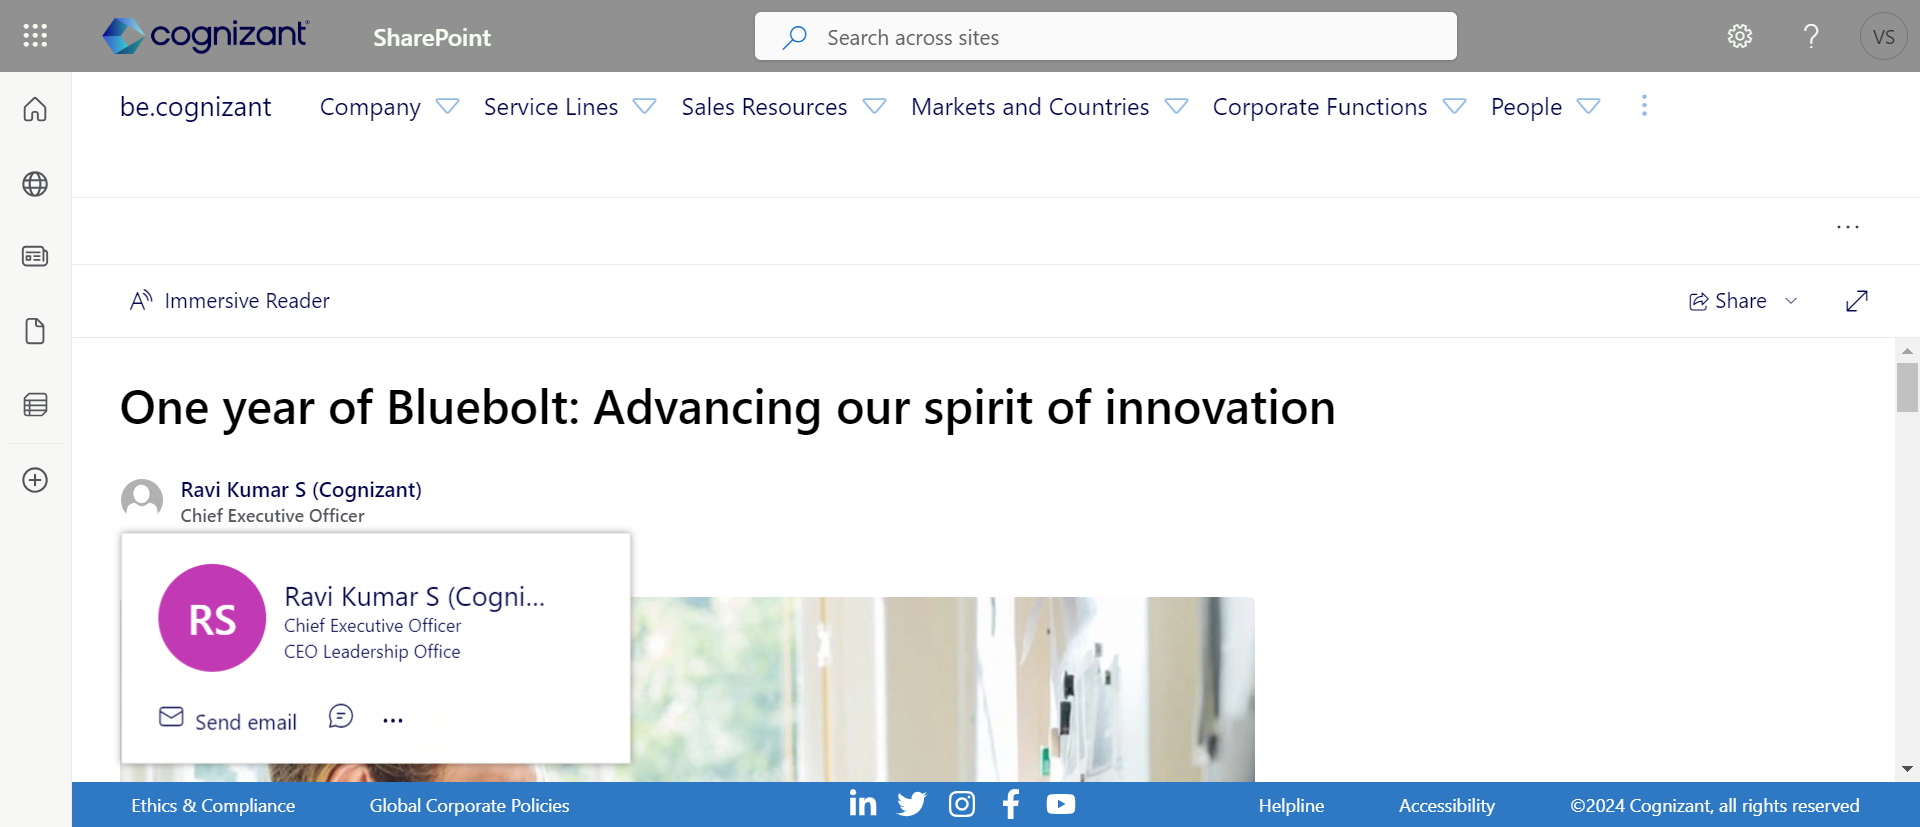 cognizant
SharePoint
Search across sites
VS
be.cognizant
Company
Service Lines
Sales Resources
Markets and Countries
Corporate Functions
People
Immersive Reader
Share
One year of Bluebolt: Advancing our spirit of innovation
Ravi Kumar S (Cognizant)
Chief Executive Officer
RS
Ravi Kumar S (Cogni...
Chief Executive Officer
CEO Leadership Office
Send email
Ethics & Compliance
Global Corporate Policies
Helpline
Accessibility
©2024 Cognizant, all rights reserved